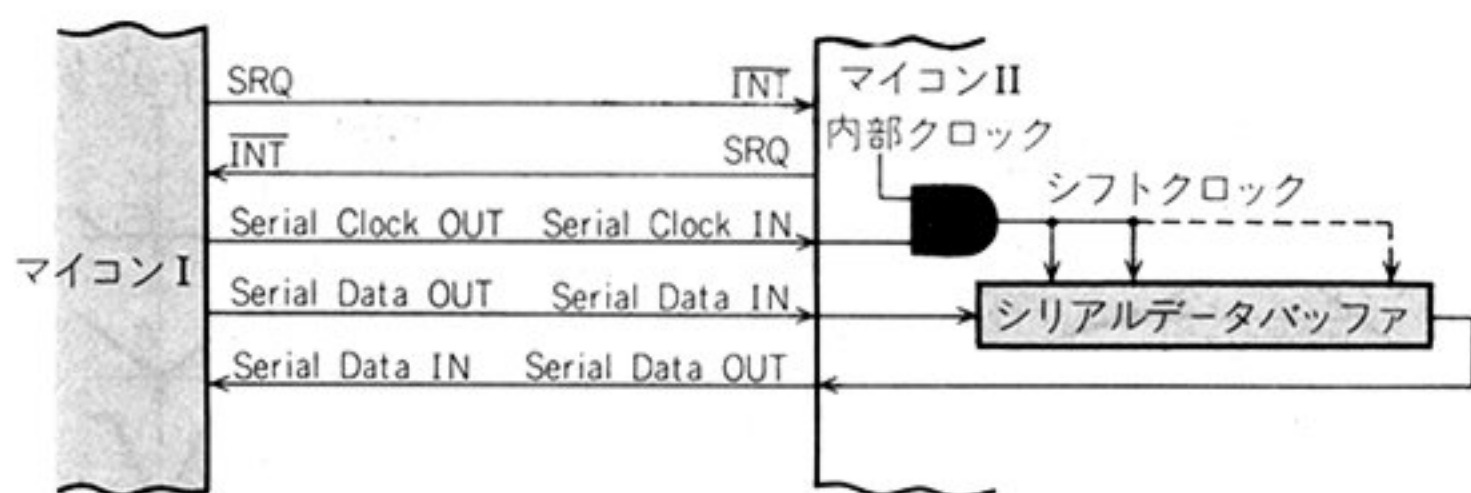 SRQ
INT
マイコンII
内部クロック
INT
SRQ
シフトクロック
Serial Clock OUT
Serial Clock IN
マイコンI
Serial Data OUT
Serial Data IN
シリアルデータバッファ
Serial Data IN
Serial Data OUT